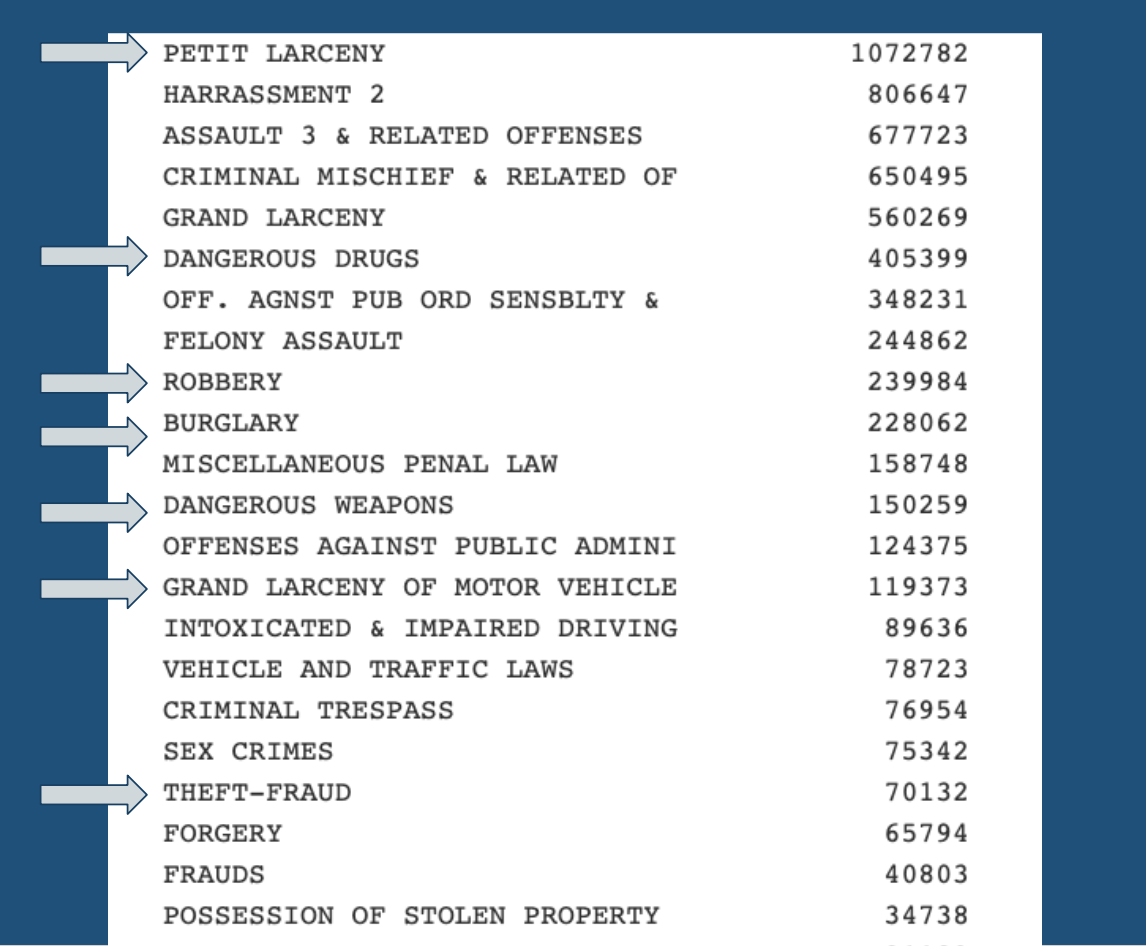 PETIT LARCENY 1072782
HARRASSMENT 2 806647
ASSAULT 3 & RELATED OFFENSES 677723
CRIMINAL MISCHIEF & RELATED OF 650495
GRAND LARCENY 560269
DANGEROUS DRUGS 405399
OFF. AGNST PUB ORD SENSBLTY & 348231
FELONY ASSAULT 244862
ROBBERY 239984
BURGLARY 228062
MISCELLANEOUS PENAL LAW 158748
DANGEROUS WEAPONS 150259
OFFENSES AGAINST PUBLIC ADMINI 124375
GRAND LARCENY OF MOTOR VEHICLE 119373
INTOXICATED & IMPAIRED DRIVING 89636
VEHICLE AND TRAFFIC LAWS 78723
CRIMINAL TRESPASS 76954
SEX CRIMES 75342
THEFT-FRAUD 70132
FORGERY 65794
FRAUDS 40803
POSSESSION OF STOLEN PROPERTY 34738